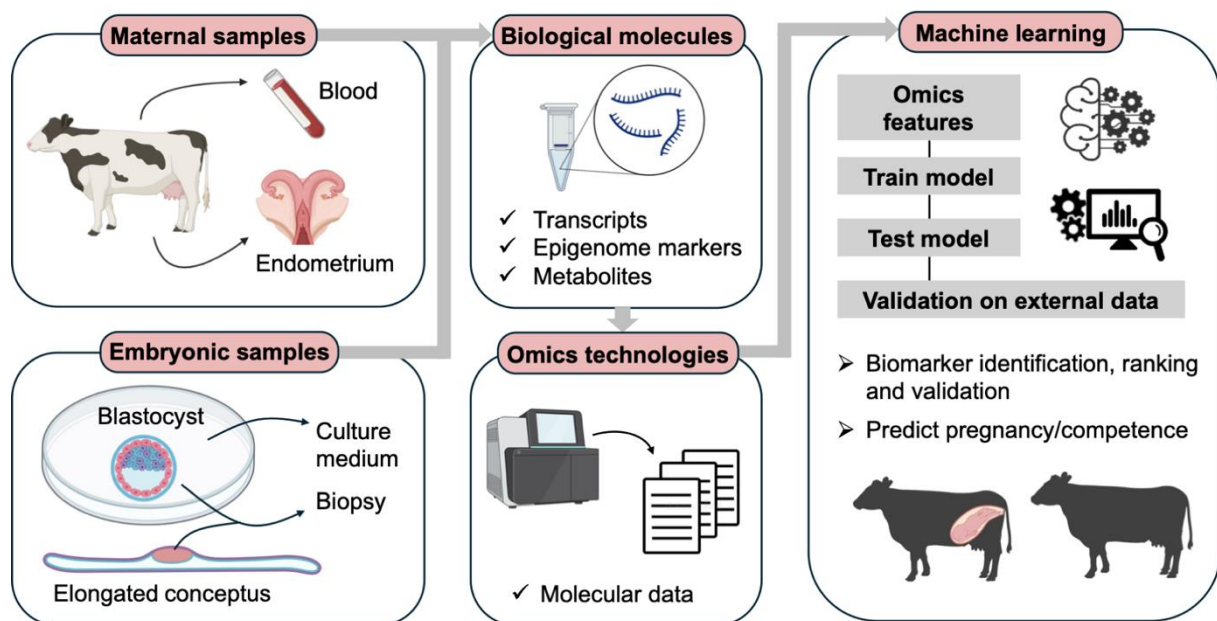 Maternal samples
Blood
Endometrium
Embryonic samples
Blastocyst
Culture
medium
Biopsy
Elongated conceptus
Biological molecules
✓ Transcripts
✓ Epigenome markers
✓ Metabolites
Omics technologies
✓ Molecular data
Machine learning
Omics
features
Train model
Test model
Validation on external data
➢ Biomarker identification, ranking
and validation
➢ Predict pregnancy/competence